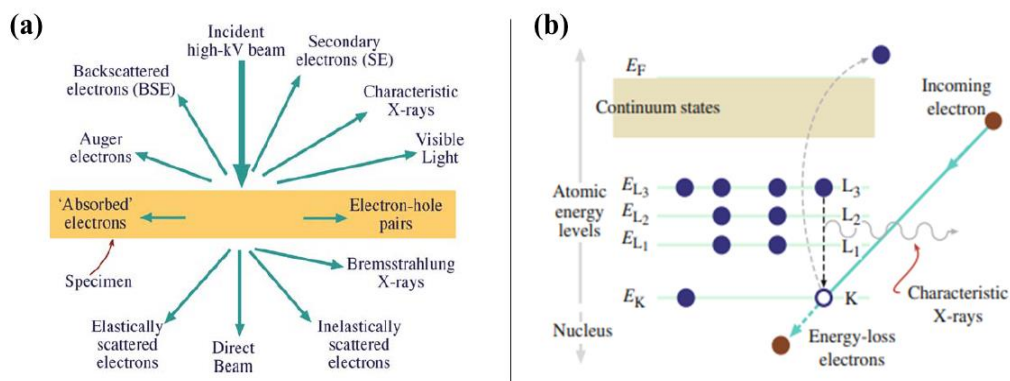 (a)
Incident
high-kV beam
Secondary
electrons (SE)
Backscattered
electrons (BSE)
Characteristic
X-rays
Auger
electrons
Visible
Light
'Absorbed'
electrons
Electron-hole
pairs
Specimen
Bremsstrahlung
X-rays
Elastically
scattered
electrons
Direct
Beam
Inelastically
scattered
electrons
(b)
EF
Continuum states
Incoming
electron
Atomic
energy
levels
EL3
L3
EL2
L2
EL1
L1
EK
K
Characteristic
X-rays
Nucleus
Energy-loss
electrons